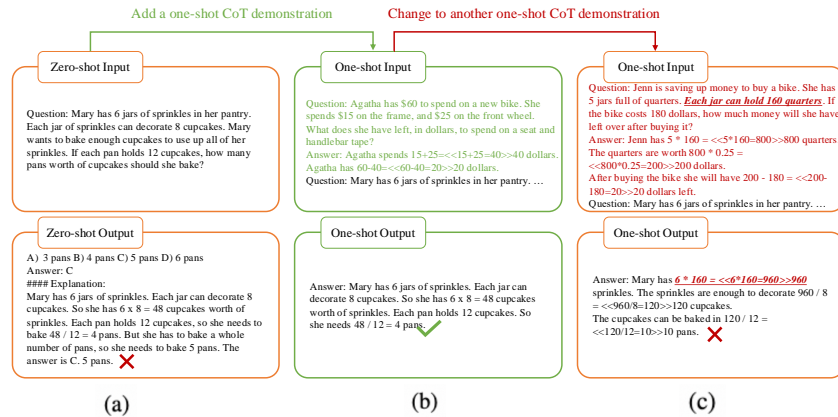 Add a one-shot CoT demonstration
Change to another one-shot CoT demonstration
Zero-shot Input
Question: Mary has 6 jars of sprinkles in her pantry.
Each jar of sprinkles can decorate 8 cupcakes. Mary
wants to bake enough cupcakes to use up all of her
sprinkles. If each pan holds 12 cupcakes, how many
pans worth of cupcakes should she bake?
Zero-shot Output
A) 3 pans B) 4 pans C) 5 pans D) 6 pans
Answer: C
#### Explanation:
Mary has 6 jars of sprinkles. Each jar can decorate 8
cupcakes. So she has 6 x 8 = 48 cupcakes worth of
sprinkles. Each pan holds 12 cupcakes, so she needs to
bake 48 / 12 = 4 pans. But she has to bake a whole
number of pans, so she needs to bake 5 pans. The
answer is C. 5 pans.
(a)
One-shot Input
Question: Agatha has $60 to spend on a new bike. She
spends $15 on the frame, and $25 on the front wheel.
What does she have left, in dollars, to spend on a seat and
handlebar tape?
Answer: Agatha spends 15+25=<<15+25=40>>40 dollars.
Agatha has 60-40=<<60-40=20>>20 dollars.
Question: Mary has 6 jars of sprinkles in her pantry. …
One-shot Output
Answer: Mary has 6 jars of sprinkles. Each jar can
decorate 8 cupcakes. So she has 6 x 8 = 48 cupcakes
worth of sprinkles. Each pan holds 12 cupcakes. So
she needs 48 / 12 = 4 pans.
(b)
One-shot Input
Question: Jenn is saving up money to buy a bike. She has
5 jars full of quarters. Each jar can hold 160 quarters. If
the bike costs 180 dollars, how much money will she have
left over after buying it?
Answer: Jenn has 5 * 160 = <<5*160=800>>800 quarters.
The quarters are worth 800 * 0.25 =
<<800*0.25=200>>200 dollars.
After buying the bike she will have 200 - 180 = <<200-
180=20>>20 dollars left.
Question: Mary has 6 jars of sprinkles in her pantry. …
One-shot Output
Answer: Mary has 6 * 160 = <<6*160=960>>960
sprinkles. The sprinkles are enough to decorate 960 /
8 = <<960/8=120>>120 cupcakes.
The cupcakes can be baked in 120 / 12 =
<<120/12=10>>10 pans.
(c)